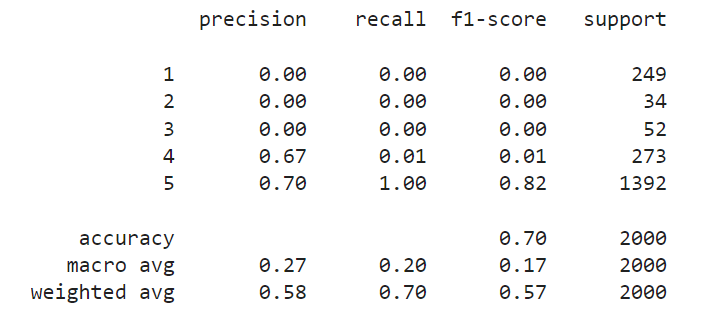 precision recall f1-score support
1 0.00 0.00 0.00 249
2 0.00 0.00 0.00 34
3 0.00 0.00 0.00 52
4 0.67 0.01 0.01 273
5 0.70 1.00 0.82 1392
accuracy 0.70 2000
macro avg 0.27 0.20 0.17 2000
weighted avg 0.58 0.70 0.57 2000